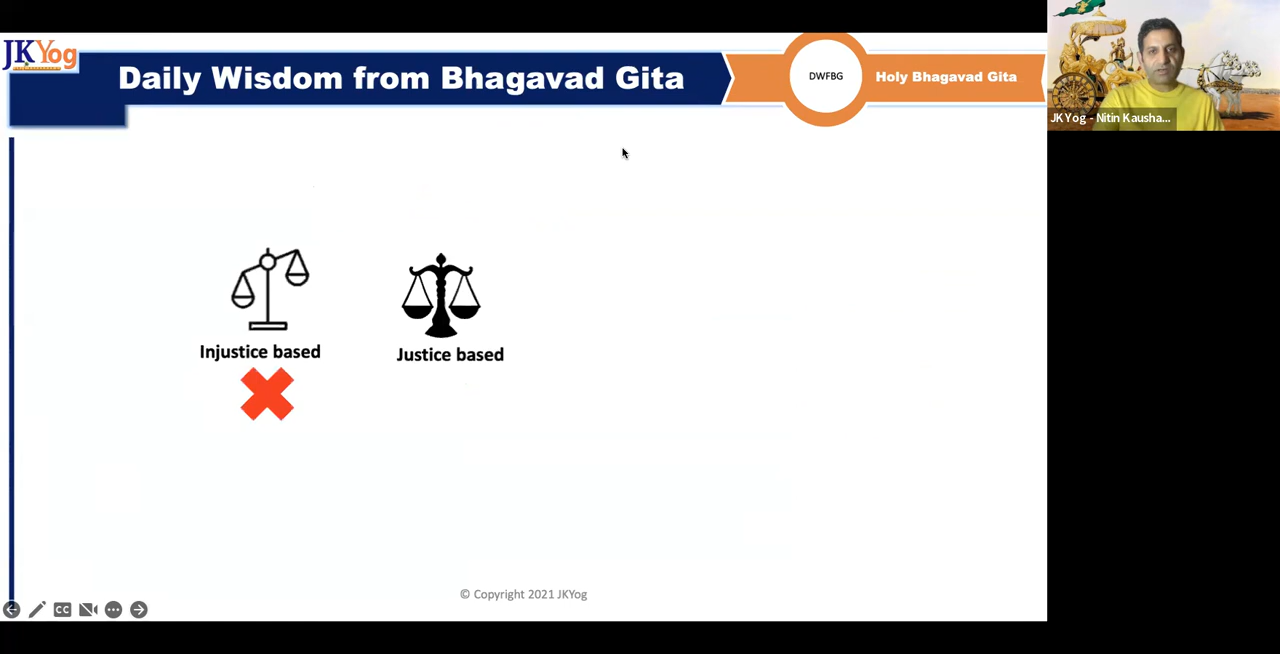 JKYog
Daily Wisdom from Bhagavad Gita
DWFBG
Holy Bhagavad Gita
JKYog - Nitin Kausha...
Injustice based
Justice based
© Copyright 2021 JKYog
CC